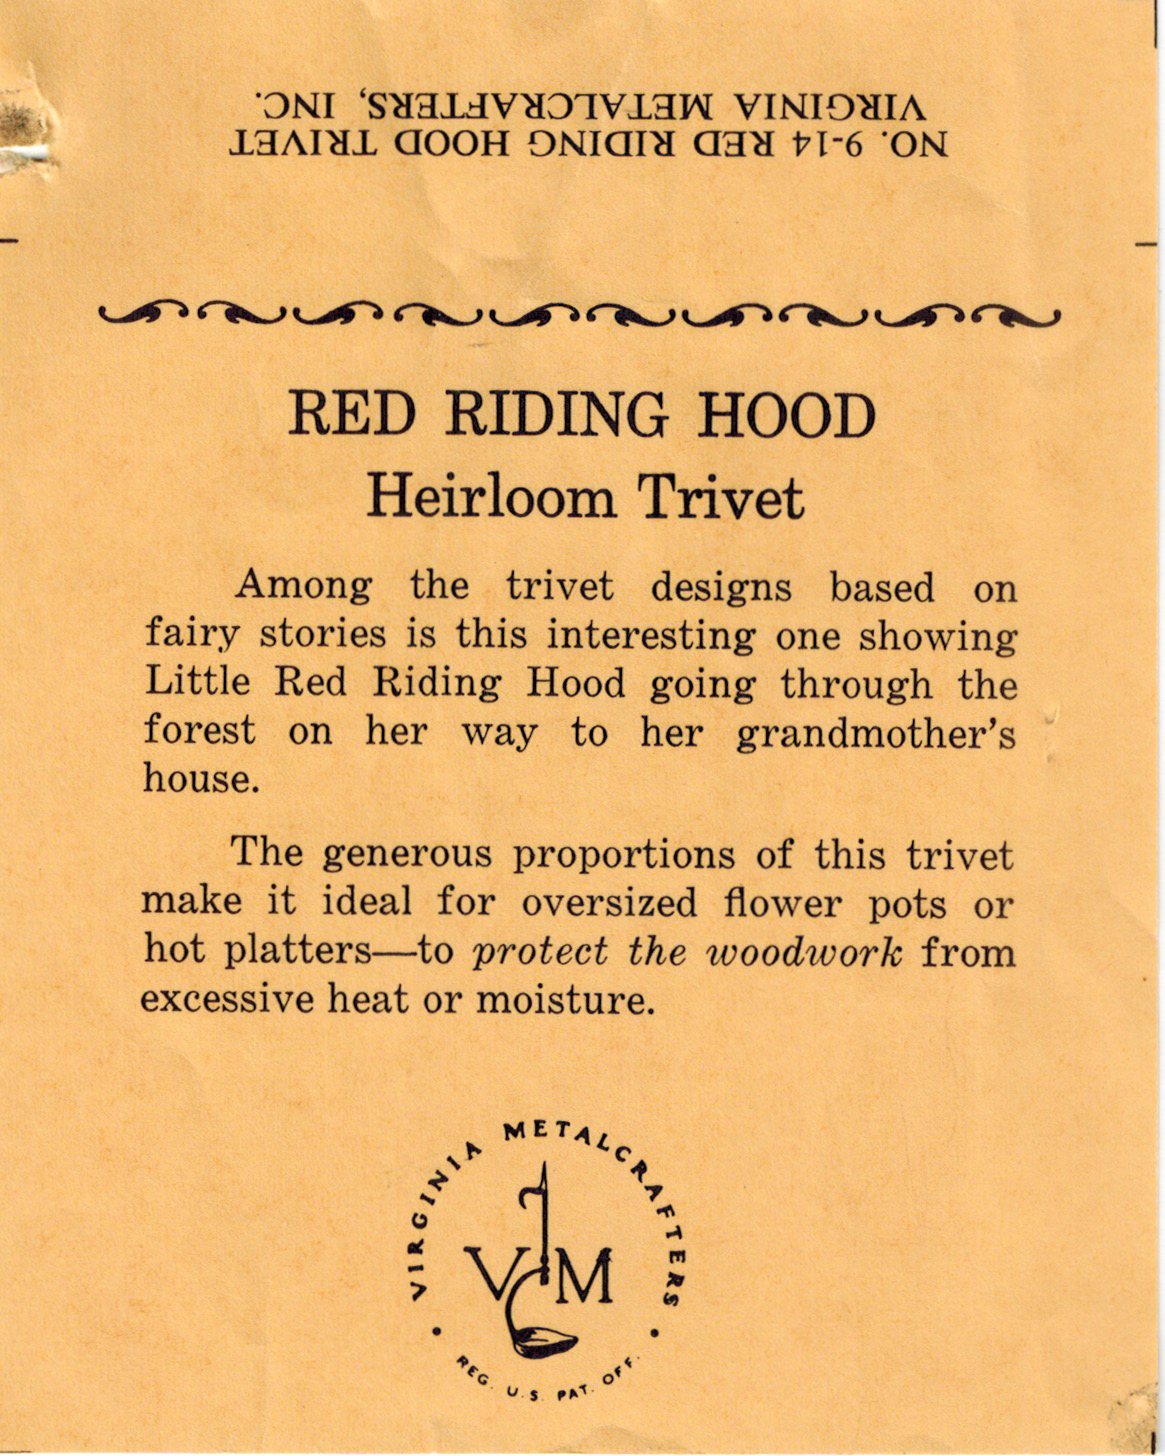 NO. 9-14 RED RIDING HOOD TRIVET
VIRGINIA METALCRAFTERS, INC.
RED RIDING HOOD
Heirloom Trivet
Among the trivet designs based on
fairy stories is this interesting one showing
Little Red Riding Hood going through the
forest on her way to her grandmother's
house.
The generous proportions of this trivet
make it ideal for oversized flower pots or
hot platters—to protect the woodwork from
excessive heat or moisture.
VIRGINIA METALCRAFTERS
V M
REG. U.S. PAT. OFF.